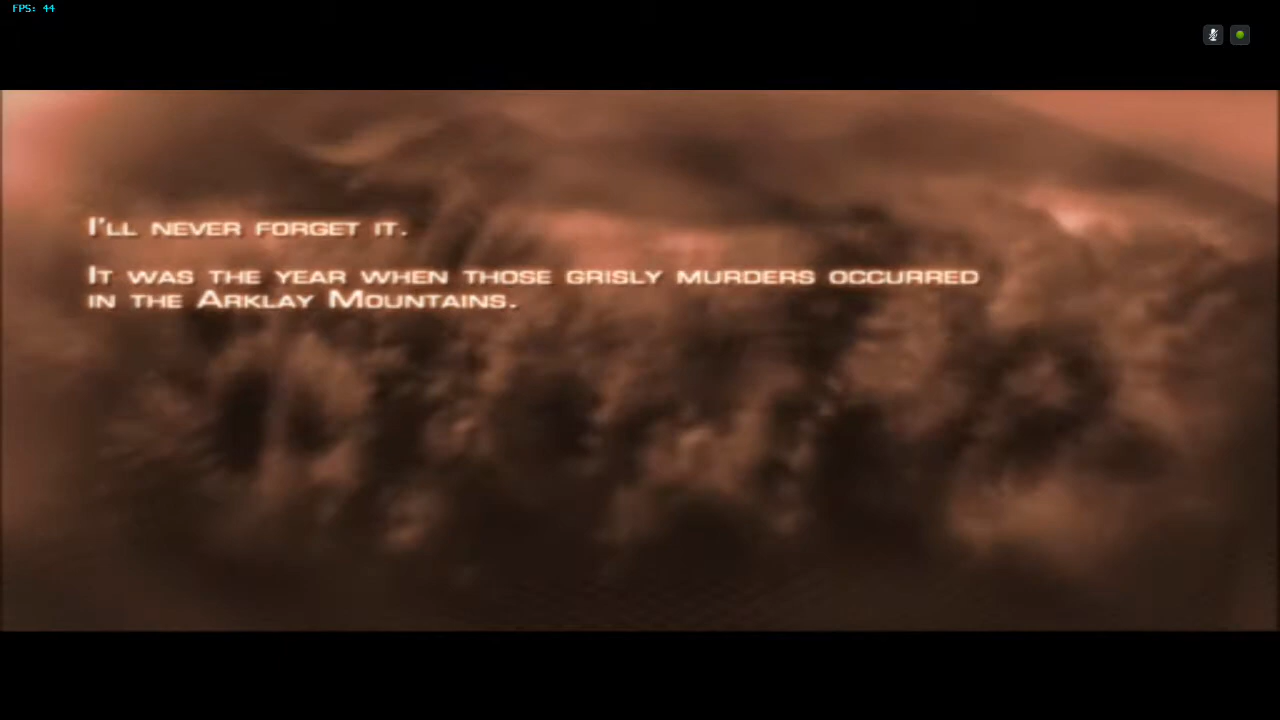 FPS: 44
I'll never forget it.
It was the year when those grisly murders occurred
in the Arklay Mountains.